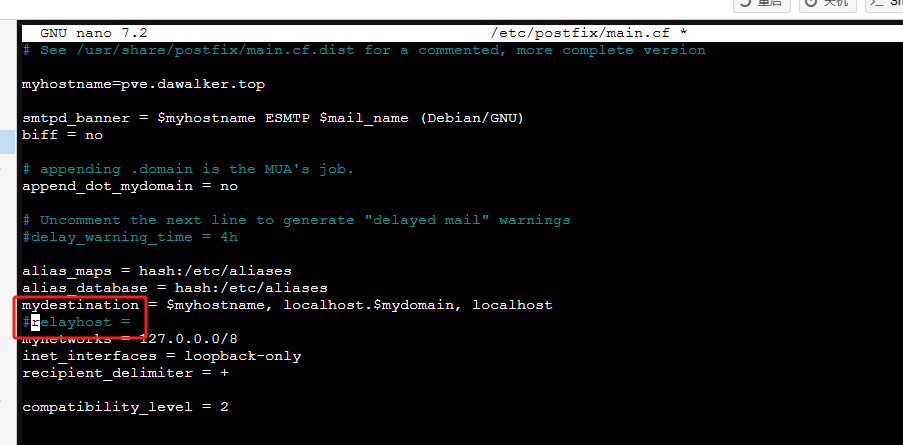 重启
关机
GNU nano 7.2 /etc/postfix/main.cf *
# See /usr/share/postfix/main.cf.dist for a commented, more complete version
myhostname=pve.dawalker.top
smtpd_banner = $myhostname ESMTP $mail_name (Debian/GNU)
biff = no
# appending .domain is the MUA's job.
append_dot_mydomain = no
# Uncomment the next line to generate "delayed mail" warnings
#delay_warning_time = 4h
alias_maps = hash:/etc/aliases
alias_database = hash:/etc/aliases
mydestination = $myhostname, localhost.$mydomain, localhost
#relayhost =
mynetworks = 127.0.0.0/8
inet_interfaces = loopback-only
recipient_delimiter = +
compatibility_level = 2